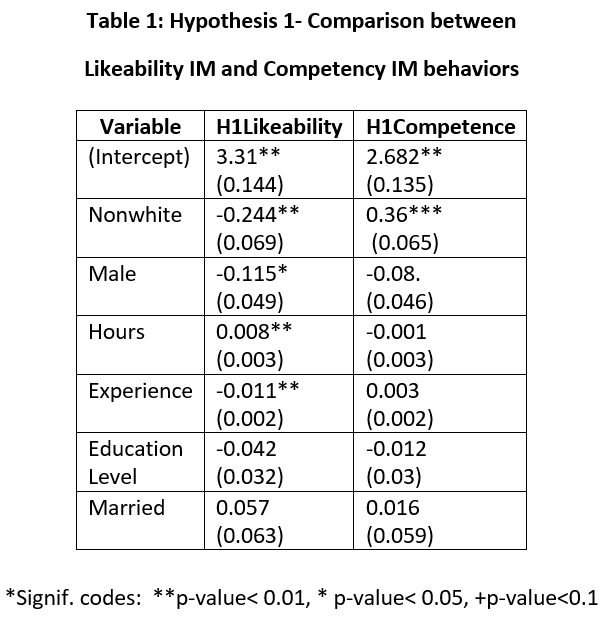 Table 1: Hypothesis 1- Comparison between
Likeability IM and Competency IM behaviors
Variable H1Likeability H1Competence
(Intercept) 3.31** 2.682**
(0.144) (0.135)
Nonwhite -0.244** 0.36***
(0.069) (0.065)
Male -0.115* -0.08.
(0.049) (0.046)
Hours 0.008** -0.001
(0.003) (0.003)
Experience -0.011** 0.003
(0.002) (0.002)
Education -0.042 -0.012
Level (0.032) (0.03)
Married 0.057 0.016
(0.063) (0.059)
*Signif. codes: **p-value< 0.01, * p-value< 0.05, +p-value<0.1